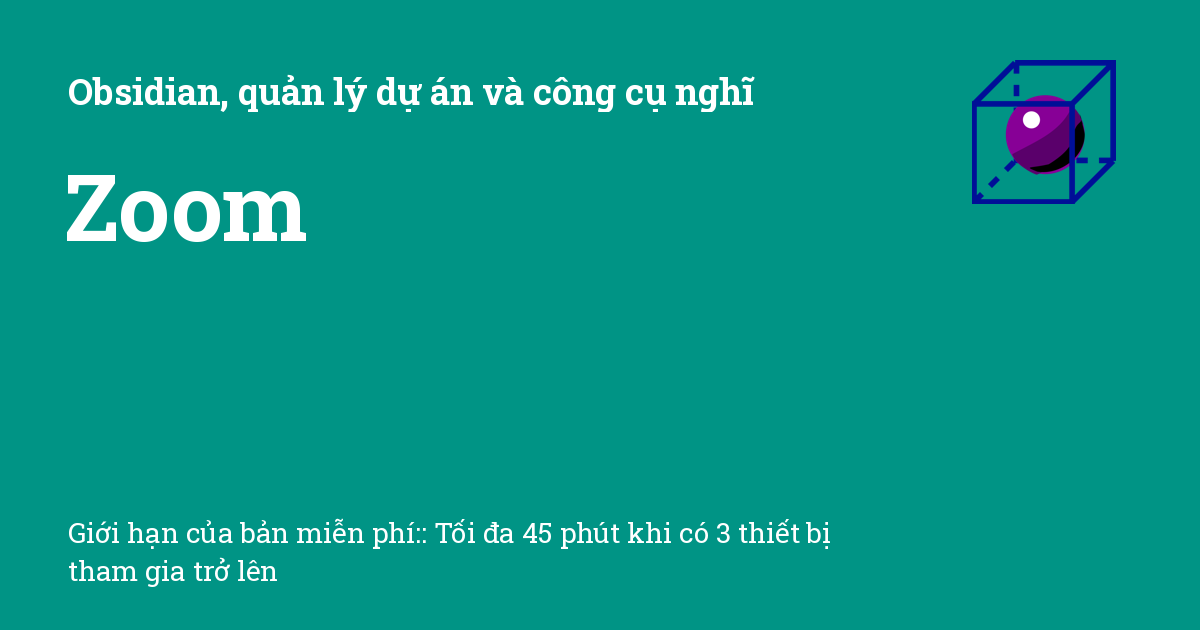 Obsidian, quản lý dự án và công cụ nghĩ
Zoom
Giới hạn của bản miễn phí:: Tối đa 45 phút khi có 3 thiết bị
tham gia trở lên